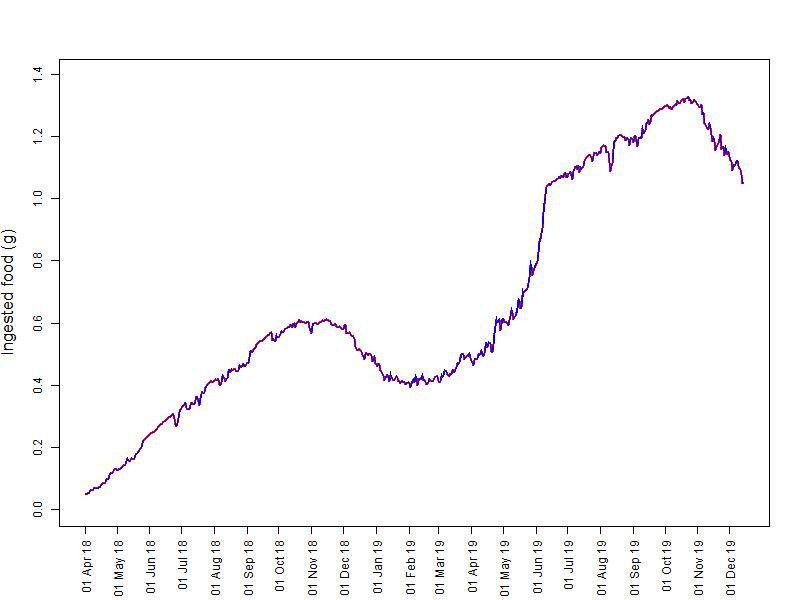 Ingested food (g)
1.4
1.2
1.0
0.8
0.6
0.4
0.2
0.0
01 Apr 18
01 May 18
01 Jun 18
01 Jul 18
01 Aug 18
01 Sep 18
01 Oct 18
01 Nov 18
01 Dec 18
01 Jan 19
01 Feb 19
01 Mar 19
01 Apr 19
01 May 19
01 Jun 19
01 Jul 19
01 Aug 19
01 Sep 19
01 Oct 19
01 Nov 19
01 Dec 19